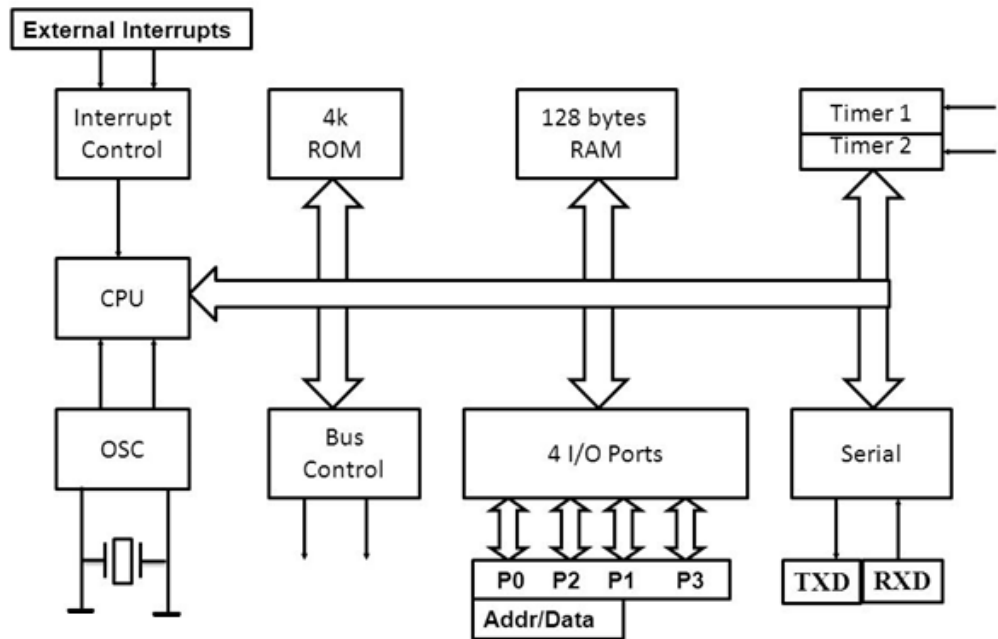 External Interrupts
Interrupt
Control
4k
ROM
128 bytes
RAM
Timer 1
Timer 2
CPU
OSC
Bus
Control
4 I/O Ports
Serial
P0 P2 P1 P3
Addr/Data
TXD RXD